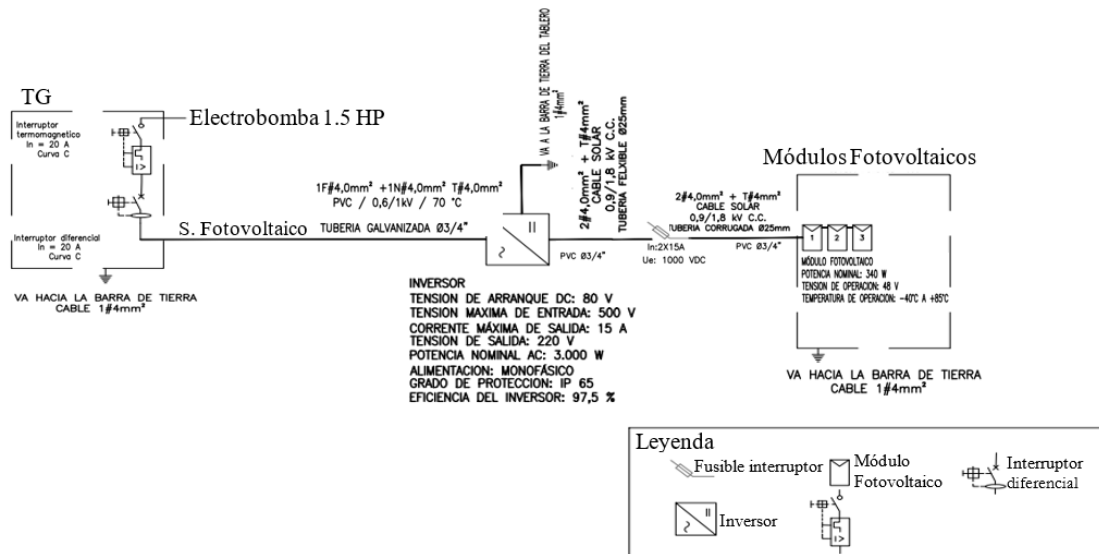 TG
Interruptor
termomagnetico
In = 20 A
Curva C
Electrobomba 1.5 HP
Interruptor diferencial
In = 20 A
Curva C
VA HACIA LA BARRA DE TIERRA
CABLE 1#4mm²
1F#4,0mm² +1N#4,0mm² T#4,0mm²
PVC / 0,6/1kV / 70 °C
S. Fotovoltaico
TUBERIA GALVANIZADA Ø3/4"
VA A LA BARRA DE TIERRA DEL TABLERO
1#4mm²
2#4,0mm² + T#4mm²
CABLE SOLAR
0,9/1,8 kV C.C.
TUBERIA FELXIBLE Ø25mm
PVC Ø3/4"
INVERSOR
TENSION DE ARRANQUE DC: 80 V
TENSION MAXIMA DE ENTRADA: 500 V
CORRENTE MÁXIMA DE SALIDA: 15 A
TENSION DE SALIDA: 220 V
POTENCIA NOMINAL AC: 3.000 W
ALIMENTACION: MONOFÁSICO
GRADO DE PROTECCION: IP 65
EFICIENCIA DEL INVERSOR: 97,5 %
In:2X15A
Ue: 1000 VDC
2#4,0mm² + T#4mm²
CABLE SOLAR
0,9/1,8 kV C.C.
TUBERIA CORRUGADA Ø25mm
PVC Ø3/4"
Módulos Fotovoltaicos
1 2 3
MÓDULO FOTOVOLTAICO
POTENCIA NOMINAL: 340 W
TENSION DE OPERACION: 48 V
TEMPERATURA DE OPERACION: -40°C A +85°C
VA HACIA LA BARRA DE TIERRA
CABLE 1#4mm²
Leyenda
Fusible interruptor
Módulo
Fotovoltaico
Interruptor
diferencial
Inversor